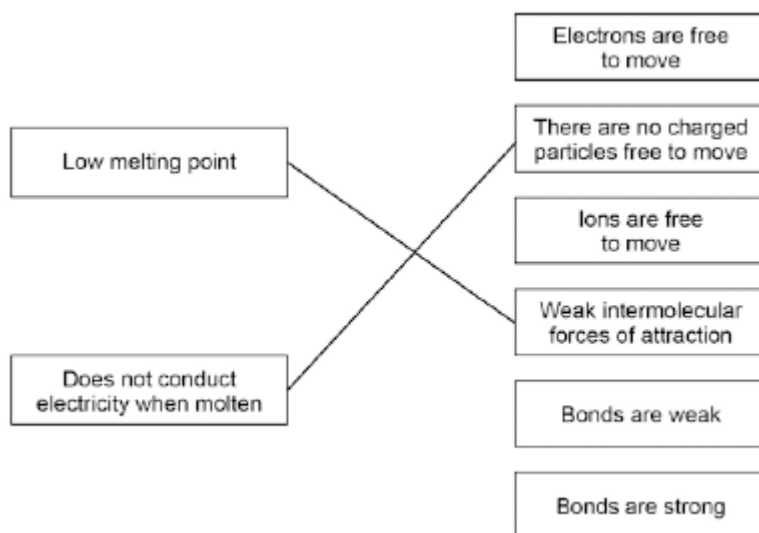 Electrons are free
to move
Low melting point
There are no charged
particles free to move
Ions are free
to move
Weak intermolecular
forces of attraction
Does not conduct
electricity when molten
Bonds are weak
Bonds are strong